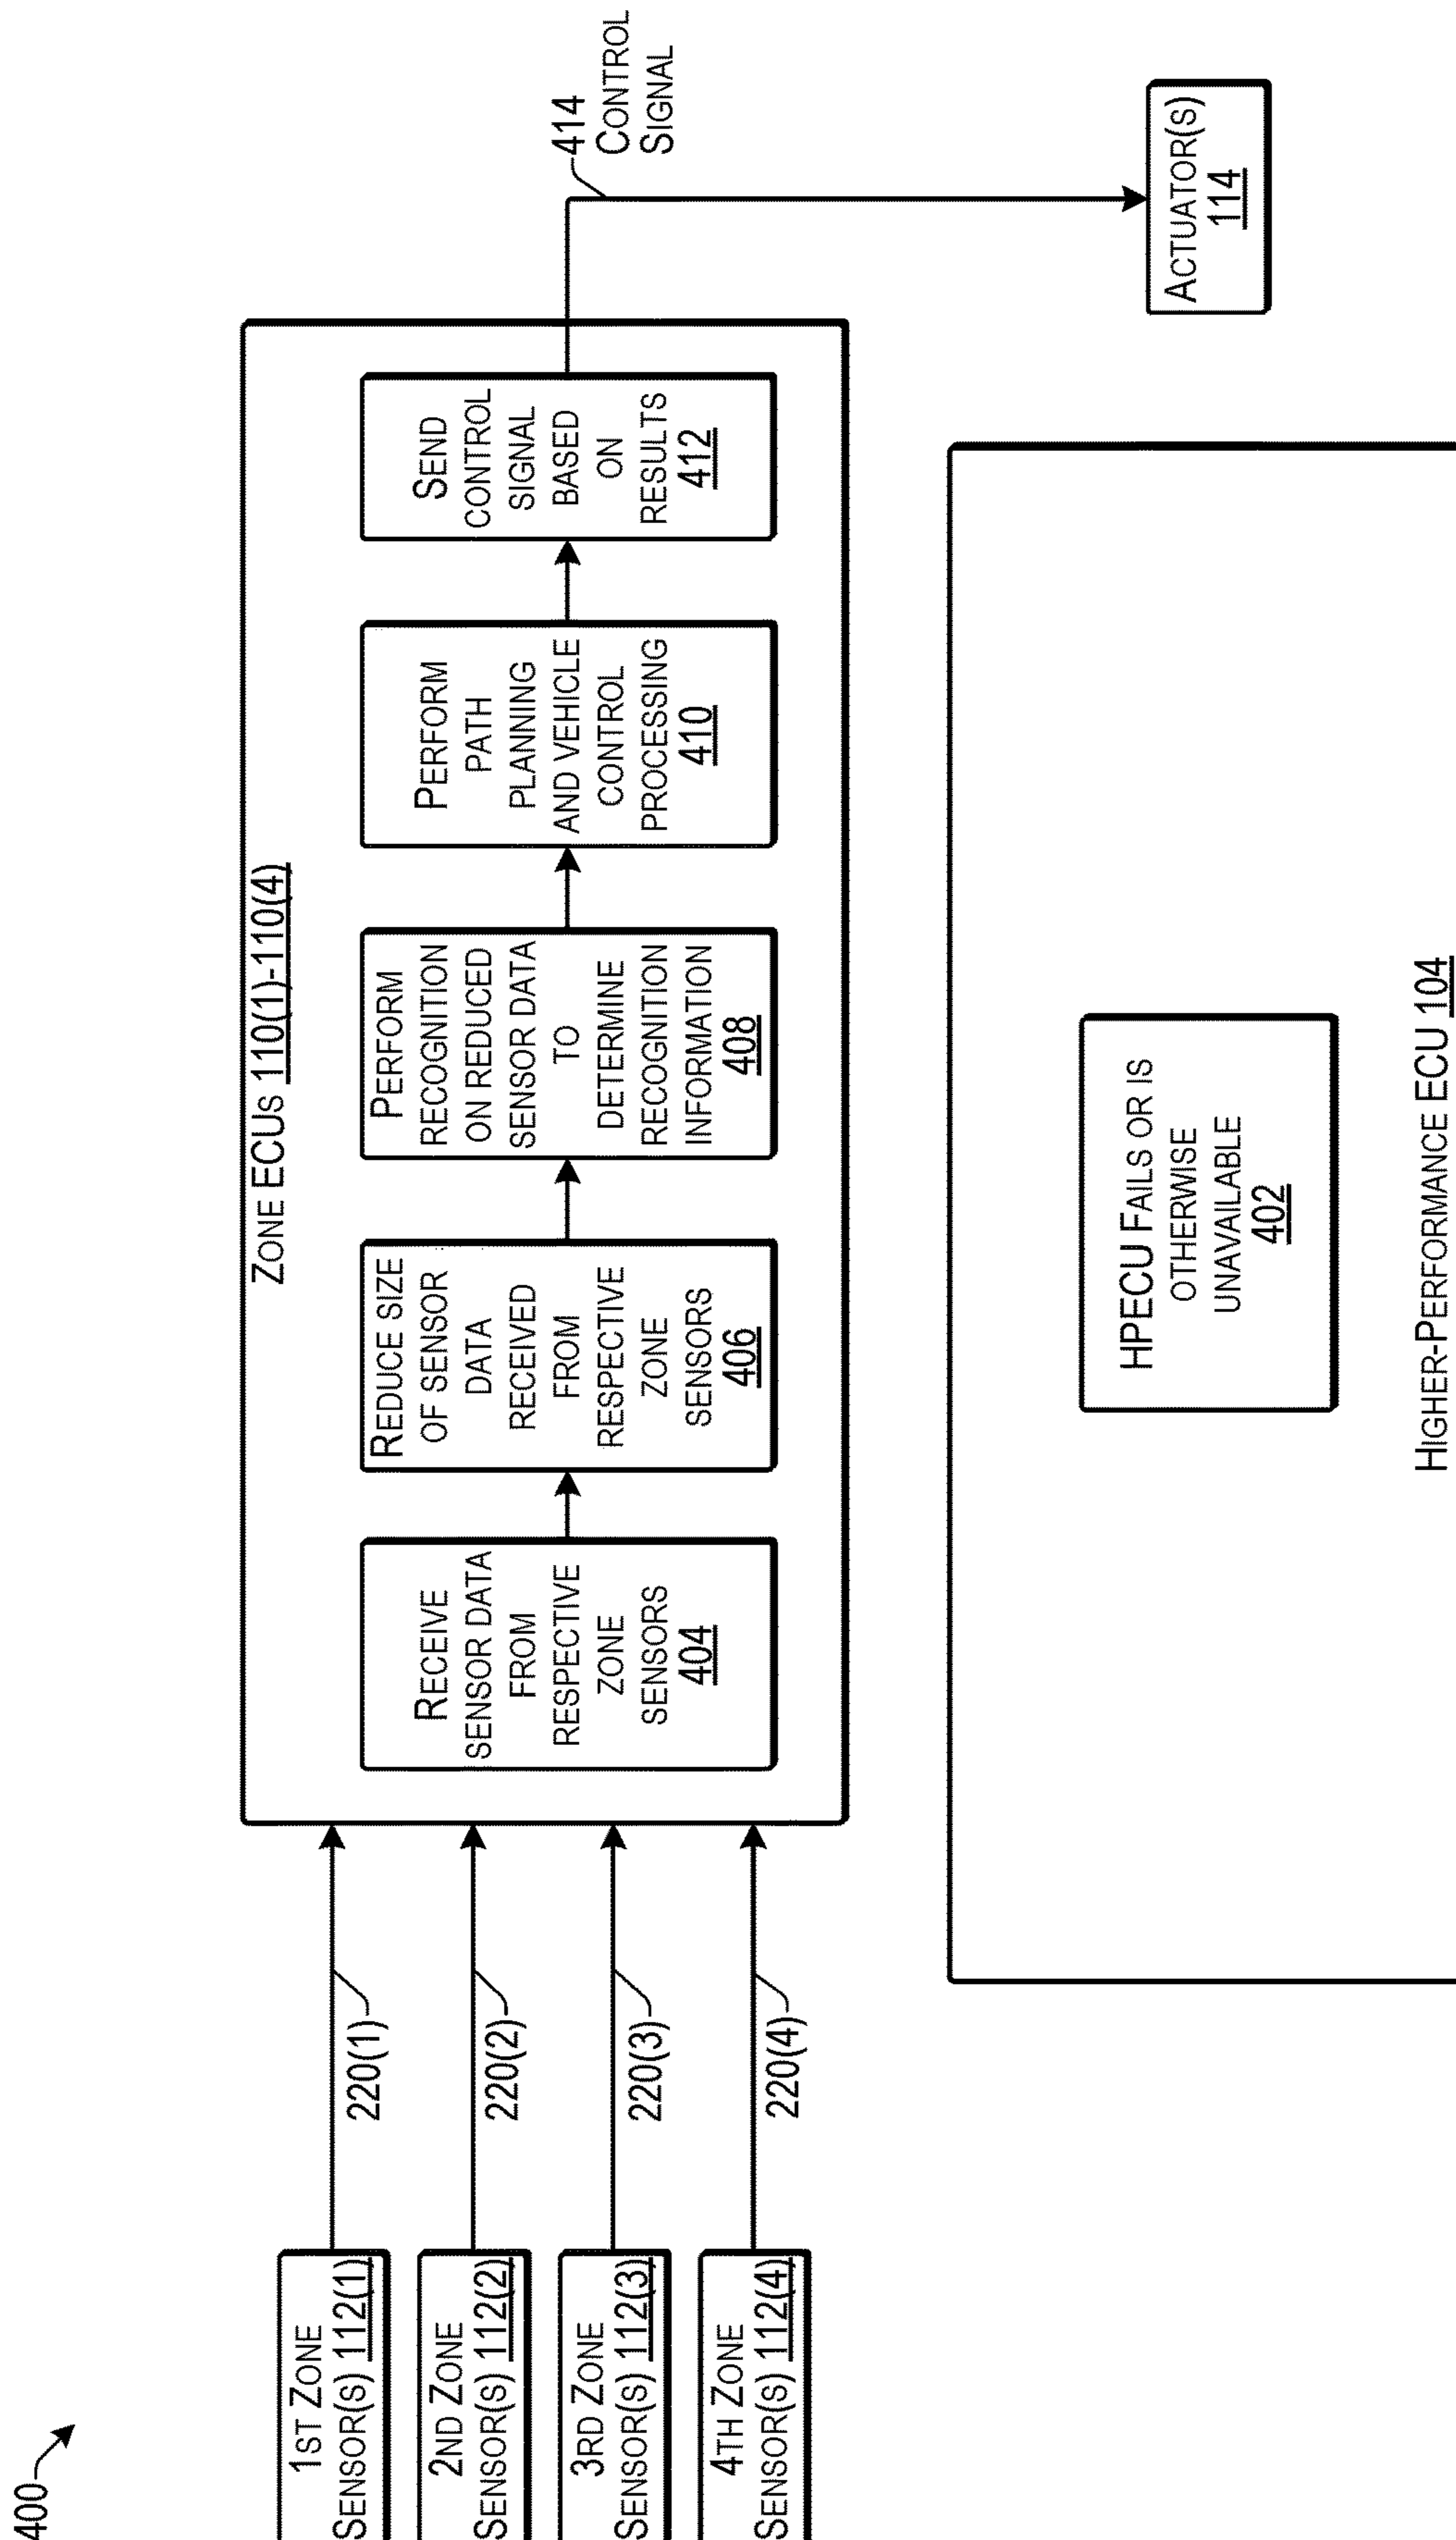 400
1ST ZONE
SENSOR(S) 112(1)
2ND ZONE
SENSOR(S) 112(2)
3RD ZONE
SENSOR(S) 112(3)
4TH ZONE
SENSOR(S) 112(4)
220(1)
220(2)
220(3)
220(4)
ZONE ECUS 110(1)-110(4)
RECEIVE
SENSOR DATA
FROM
RESPECTIVE
ZONE
SENSORS
404
REDUCE SIZE
OF SENSOR
DATA
RECEIVED
FROM
RESPECTIVE
ZONE
SENSORS
406
PERFORM
RECOGNITION
ON REDUCED
SENSOR DATA
TO
DETERMINE
RECOGNITION
INFORMATION
408
PERFORM
PATH
PLANNING
AND VEHICLE
CONTROL
PROCESSING
410
SEND
CONTROL
SIGNAL
BASED
ON
RESULTS
412
414
CONTROL
SIGNAL
ACTUATOR(S)
114
HPECU FAILS OR IS
OTHERWISE
UNAVAILABLE
402
HIGHER-PERFORMANCE ECU 104